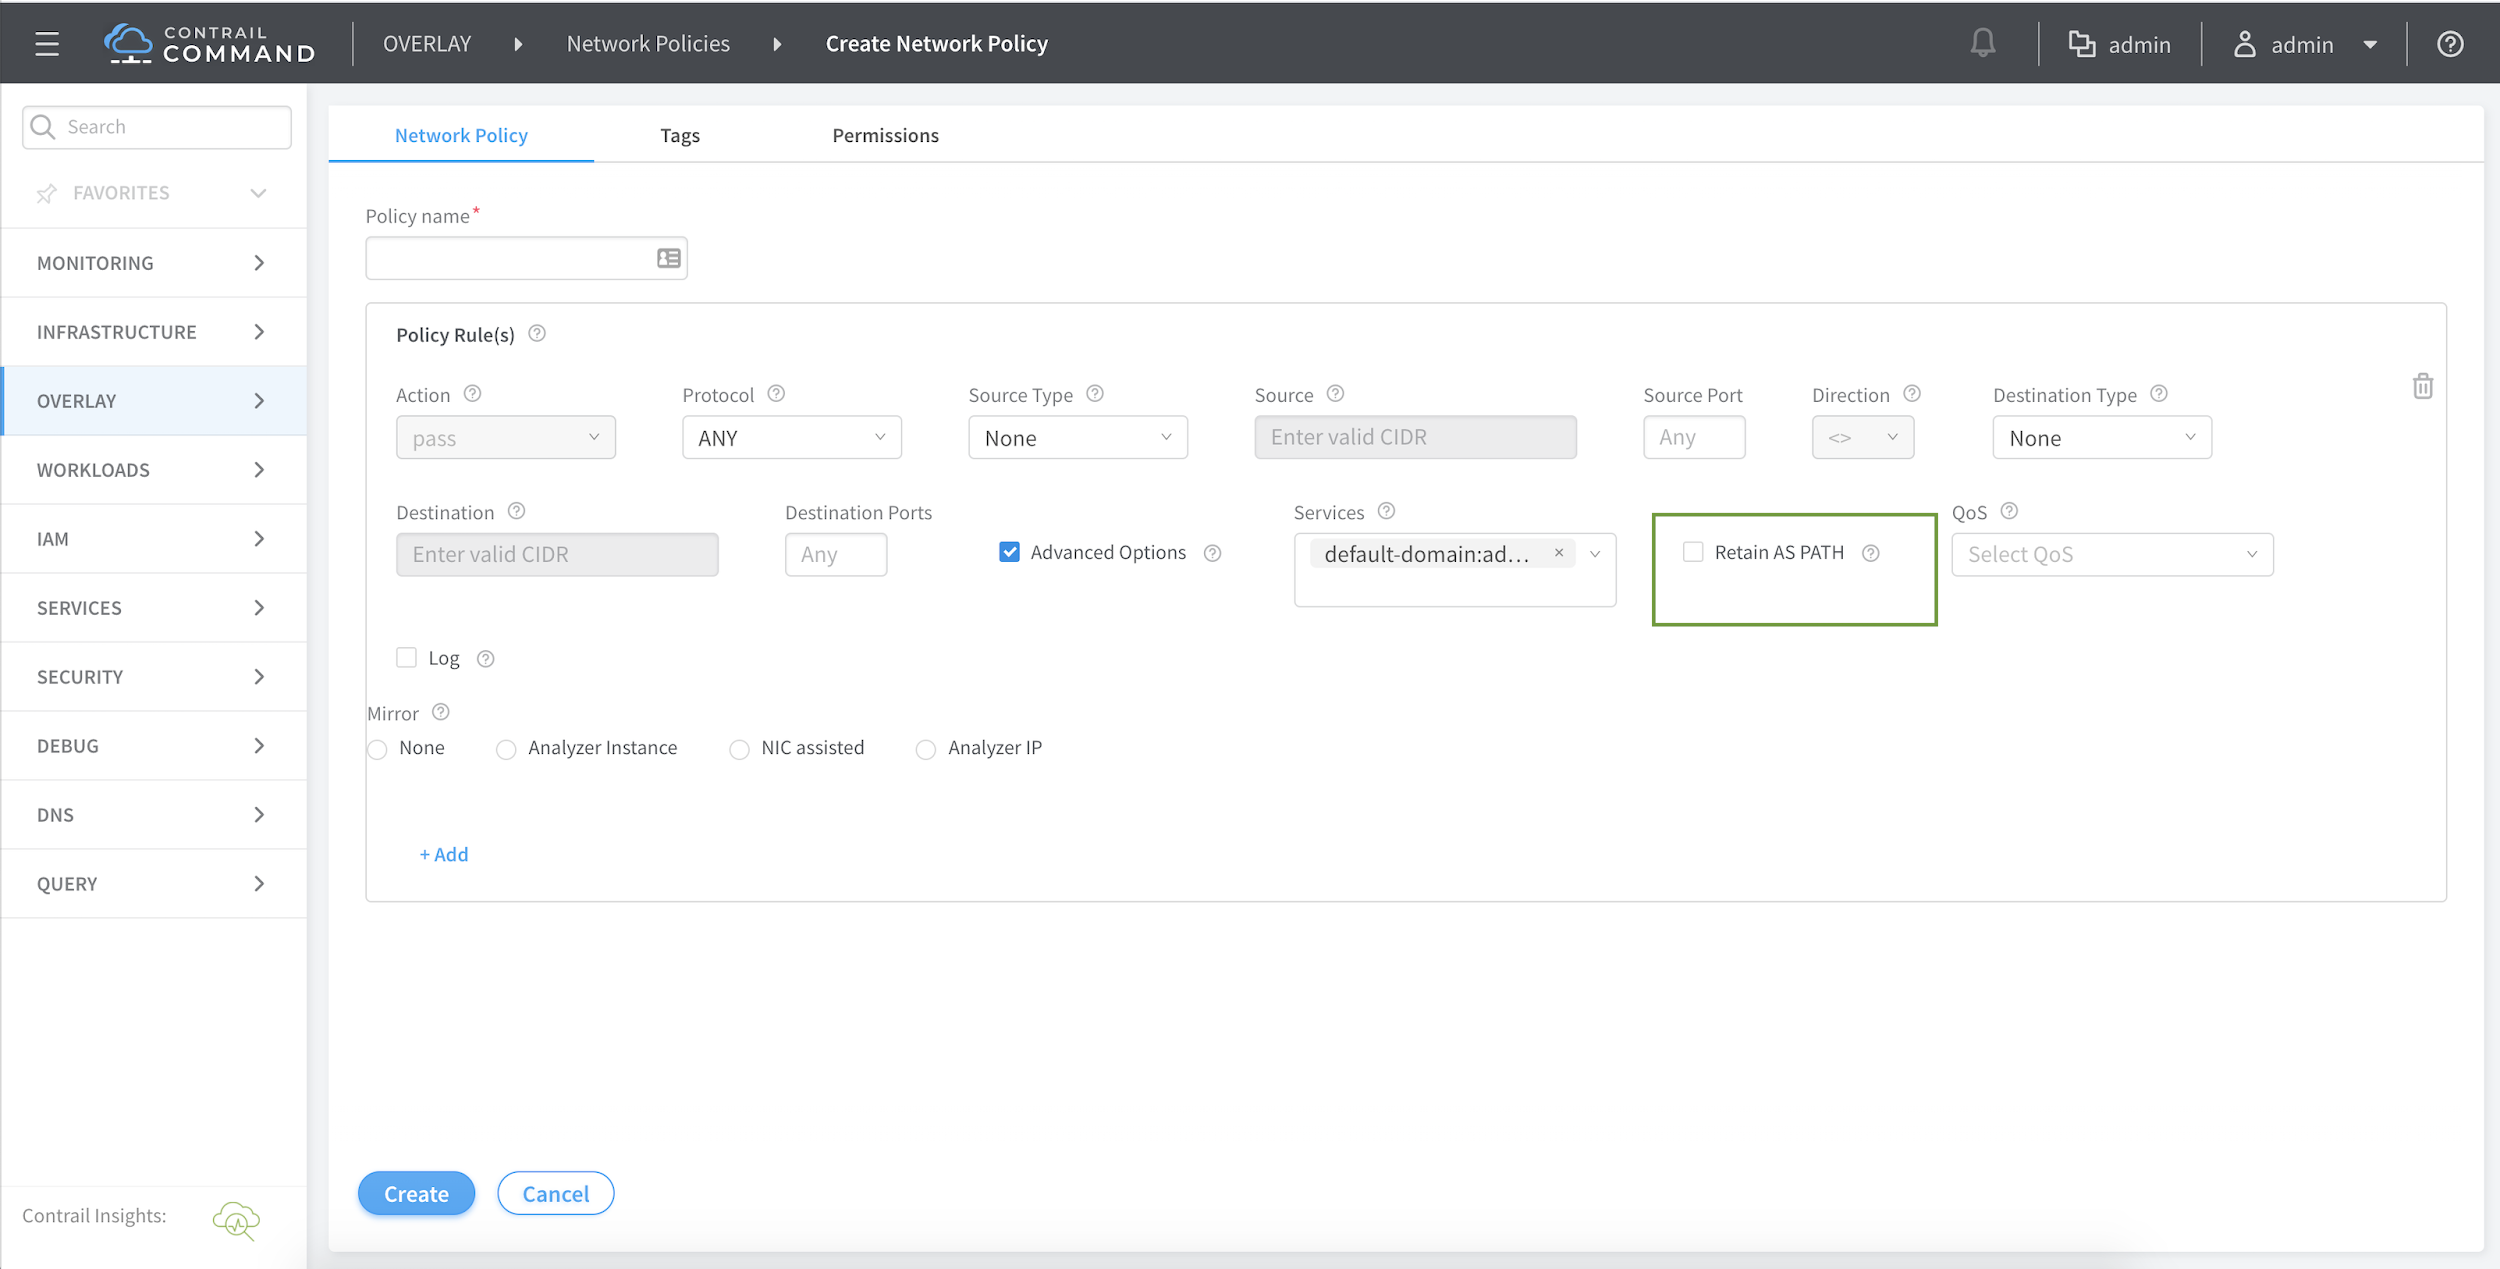 CONTRAIL
COMMAND
OVERLAY
Network Policies
Create Network Policy
admin
admin
Search
FAVORITES
MONITORING
INFRASTRUCTURE
OVERLAY
WORKLOADS
IAM
SERVICES
SECURITY
DEBUG
DNS
QUERY
Contrail Insights:
Network Policy
Tags
Permissions
Policy name*
Policy Rule(s)
Action
Protocol
Source Type
Source
Source Port
Direction
Destination Type
pass
ANY
None
Enter valid CIDR
Any
<>
None
Destination
Destination Ports
Services
QoS
Enter valid CIDR
Any
Advanced Options
default-domain:ad...
×
Retain AS PATH
Select QoS
Log
Mirror
None
Analyzer Instance
NIC assisted
Analyzer IP
+ Add
Create
Cancel